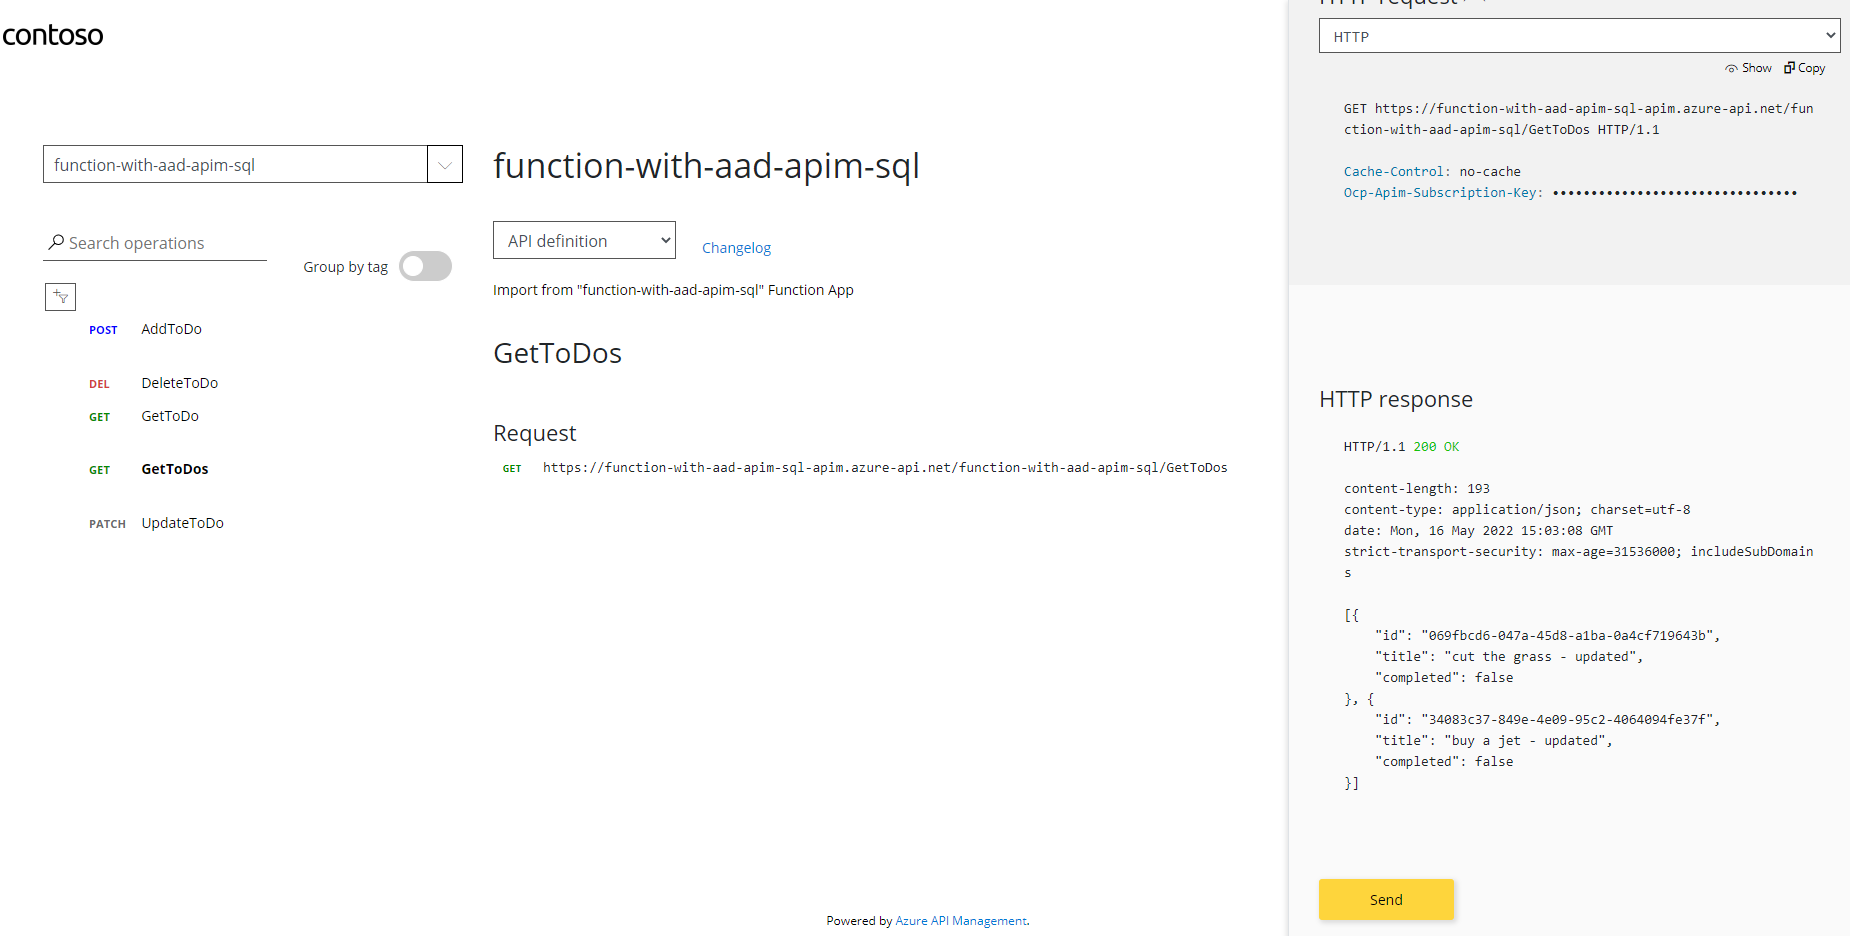 contoso
function-with-aad-apim-sql
Search operations
Group by tag
POST AddToDo
DEL DeleteToDo
GET GetToDo
GET GetToDos
PATCH UpdateToDo
function-with-aad-apim-sql
API definition
Changelog
Import from "function-with-aad-apim-sql" Function App
GetToDos
Request
GET https://function-with-aad-apim-sql-apim.azure-api.net/function-with-aad-apim-sql/GetToDos
Powered by Azure API Management.
HTTP request
HTTP
Show Copy
GET https://function-with-aad-apim-sql-apim.azure-api.net/fun
ction-with-aad-apim-sql/GetToDos HTTP/1.1
Cache-Control: no-cache
Ocp-Apim-Subscription-Key: ••••••••••••••••••••••••••••••••
HTTP response
HTTP/1.1 200 OK
content-length: 193
content-type: application/json; charset=utf-8
date: Mon, 16 May 2022 15:03:08 GMT
strict-transport-security: max-age=31536000; includeSubDomain
s
[{
"id": "069fbcd6-047a-45d8-a1ba-0a4cf719643b",
"title": "cut the grass - updated",
"completed": false
}, {
"id": "34083c37-849e-4e09-95c2-4064094fe37f",
"title": "buy a jet - updated",
"completed": false
}]
Send